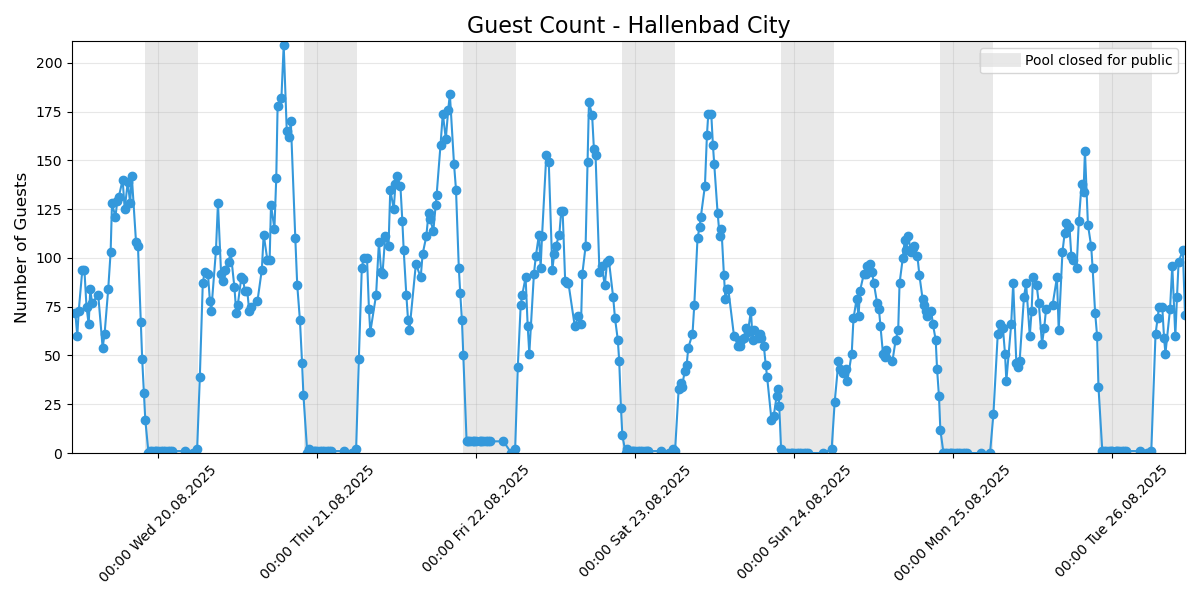 Guest Count - Hallenbad City
Pool closed for public
Number of Guests
200
175
150
125
100
75
50
25
0
00:00 Wed 20.08.2025
00:00 Thu 21.08.2025
00:00 Fri 22.08.2025
00:00 Sat 23.08.2025
00:00 Sun 24.08.2025
00:00 Mon 25.08.2025
00:00 Tue 26.08.2025